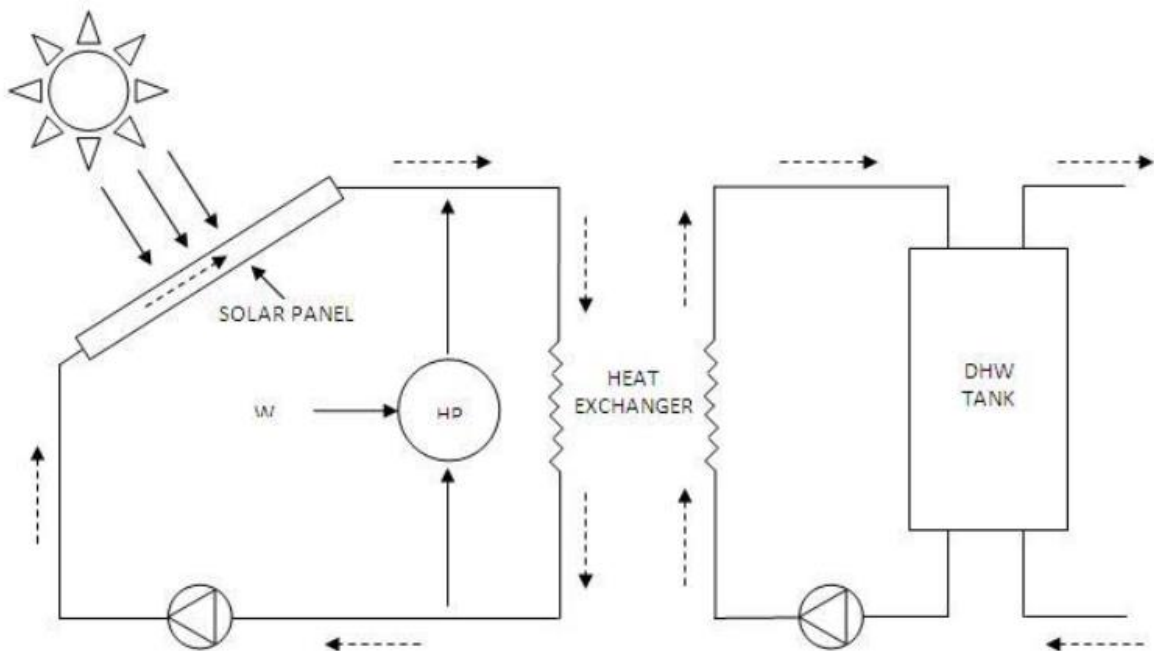 SOLAR PANEL
W
HP
HEAT
EXCHANGER
DHW
TANK